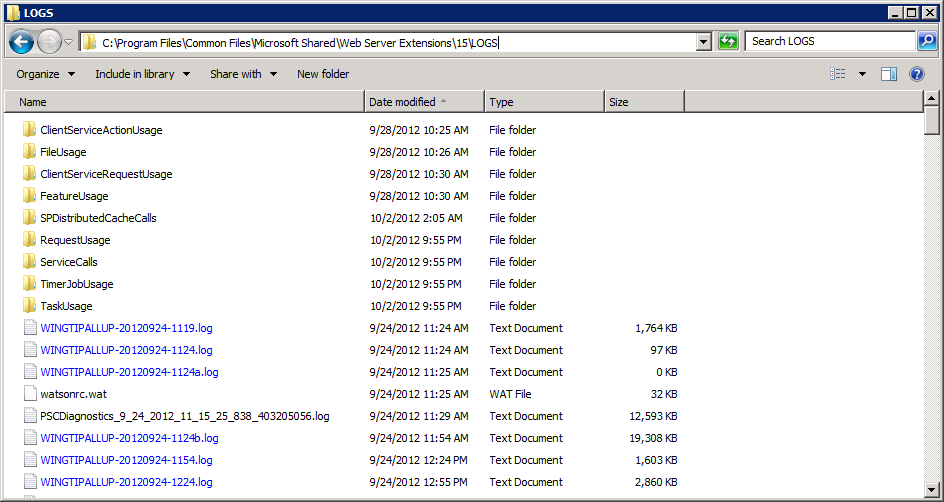 LOGS
C:\Program Files\Common Files\Microsoft Shared\Web Server Extensions\15\LOGS
Search LOGS
Organize Include in library Share with New folder
Name Date modified Type Size
ClientServiceActionUsage 9/28/2012 10:25 AM File folder
FileUsage 9/28/2012 10:26 AM File folder
ClientServiceRequestUsage 9/28/2012 10:30 AM File folder
FeatureUsage 9/28/2012 10:30 AM File folder
SPDistributedCacheCalls 10/2/2012 2:05 AM File folder
RequestUsage 10/2/2012 9:55 PM File folder
ServiceCalls 10/2/2012 9:55 PM File folder
TimerJobUsage 10/2/2012 9:55 PM File folder
TaskUsage 10/2/2012 9:55 PM File folder
WINGTIPALLUP-20120924-1119.log 9/24/2012 11:24 AM Text Document 1,764 KB
WINGTIPALLUP-20120924-1124.log 9/24/2012 11:24 AM Text Document 97 KB
WINGTIPALLUP-20120924-1124a.log 9/24/2012 11:25 AM Text Document 0 KB
watsonrc.wat 9/24/2012 11:25 AM WAT File 32 KB
PSCDiagnostics_9_24_2012_11_15_25_838_403205056.log 9/24/2012 11:29 AM Text Document 12,593 KB
WINGTIPALLUP-20120924-1124b.log 9/24/2012 11:54 AM Text Document 19,308 KB
WINGTIPALLUP-20120924-1154.log 9/24/2012 12:24 PM Text Document 1,603 KB
WINGTIPALLUP-20120924-1224.log 9/24/2012 12:55 PM Text Document 2,860 KB